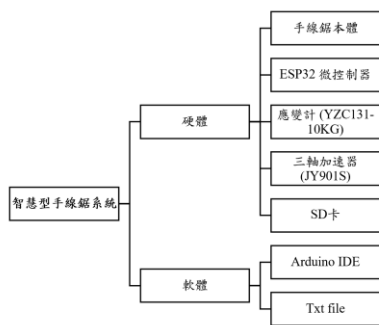 智慧型手線鋸系統
硬體
手線鋸本體
ESP32 微控制器
應變計 (YZC131-
10KG)
三軸加速器
(JY901S)
SD卡
軟體
Arduino IDE
Txt file